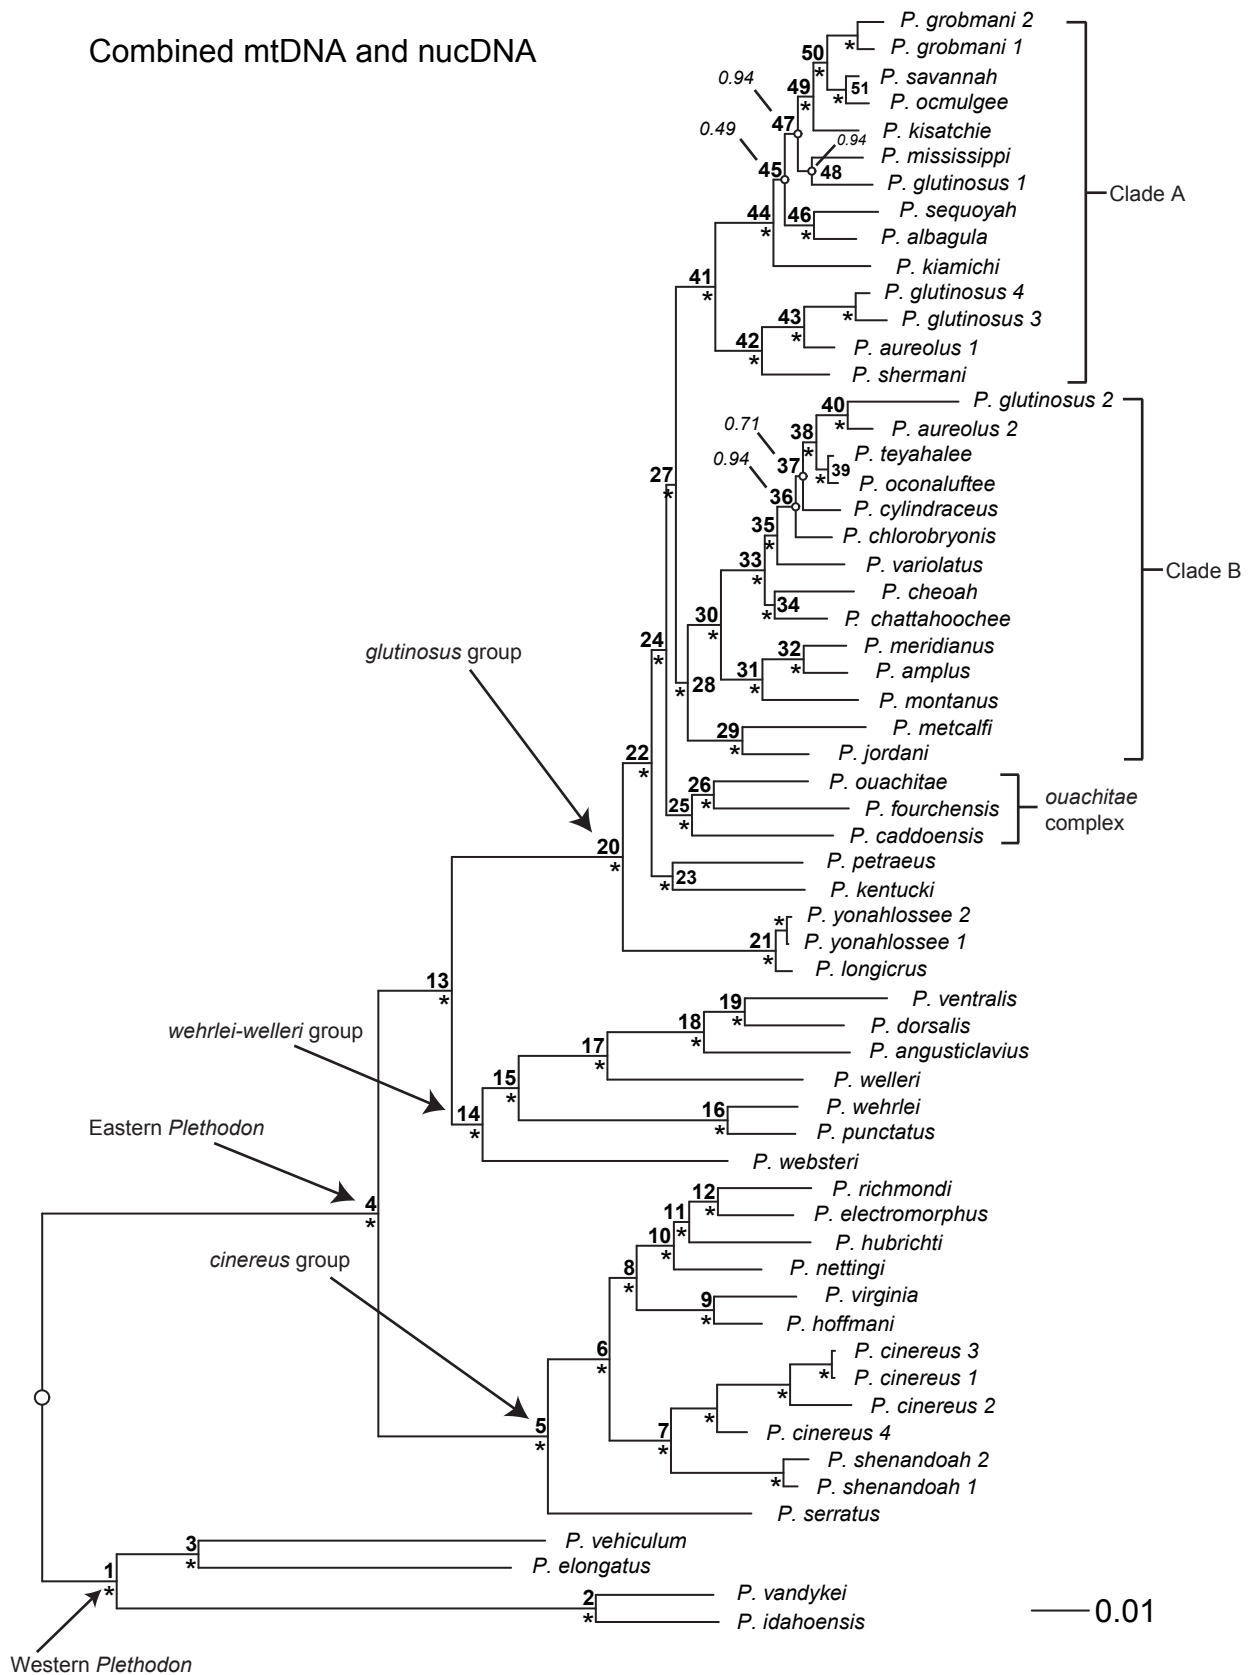 Combined mtDNA and nucDNA
P. grobmani 2
P. grobmani 1
50
*
*
P. savannah
0.94
49
*
51
*
P. ocmulgee
47
0.49
0.94
P. kisatchie
P. mississippi
45
48
P. glutinosus 1
Clade A
44
*
46
*
P. sequoyah
P. albagula
P. kiamichi
41
*
P. glutinosus 4
*
43
*
P. glutinosus 3
42
*
P. aureolus 1
P. shermani
40
*
P. glutinosus 2
0.71
38
*
P. aureolus 2
0.94
37
39
*
P. teyahalee
27
*
P. oconaluftee
36
P. cylindraceus
35
*
P. chlorobryonis
33
*
P. variolatus
Clade B
34
*
P. cheoah
30
*
P. chattahoochee
24
*
32
*
P. meridianus
glutinosus group
28
*
31
*
P. amplus
P. montanus
29
*
P. metcalfi
22
*
P. jordani
26
*
P. ouachitae
25
*
P. fourchensis
ouachitae
complex
P. caddoensis
20
*
23
*
P. petraeus
P. kentucki
*
P. yonahlossee 2
21
*
P. yonahlossee 1
P. longicrus
13
*
19
*
P. ventralis
wehrlei-welleri group
18
*
P. dorsalis
17
*
P. angusticlavius
15
*
P. welleri
14
*
16
*
P. wehrlei
Eastern Plethodon
P. punctatus
P. websteri
4
*
12
*
P. richmondi
11
*
P. electromorphus
10
*
P. hubrichti
cinereus group
8
*
P. nettingi
9
*
P. virginia
P. hoffmani
6
*
P. cinereus 3
*
P. cinereus 1
*
P. cinereus 2
*
5
*
7
*
P. cinereus 4
P. shenandoah 2
*
P. shenandoah 1
P. serratus
3
*
P. vehiculum
1
*
P. elongatus
2
*
P. vandykei
0.01
P. idahoensis
Western Plethodon